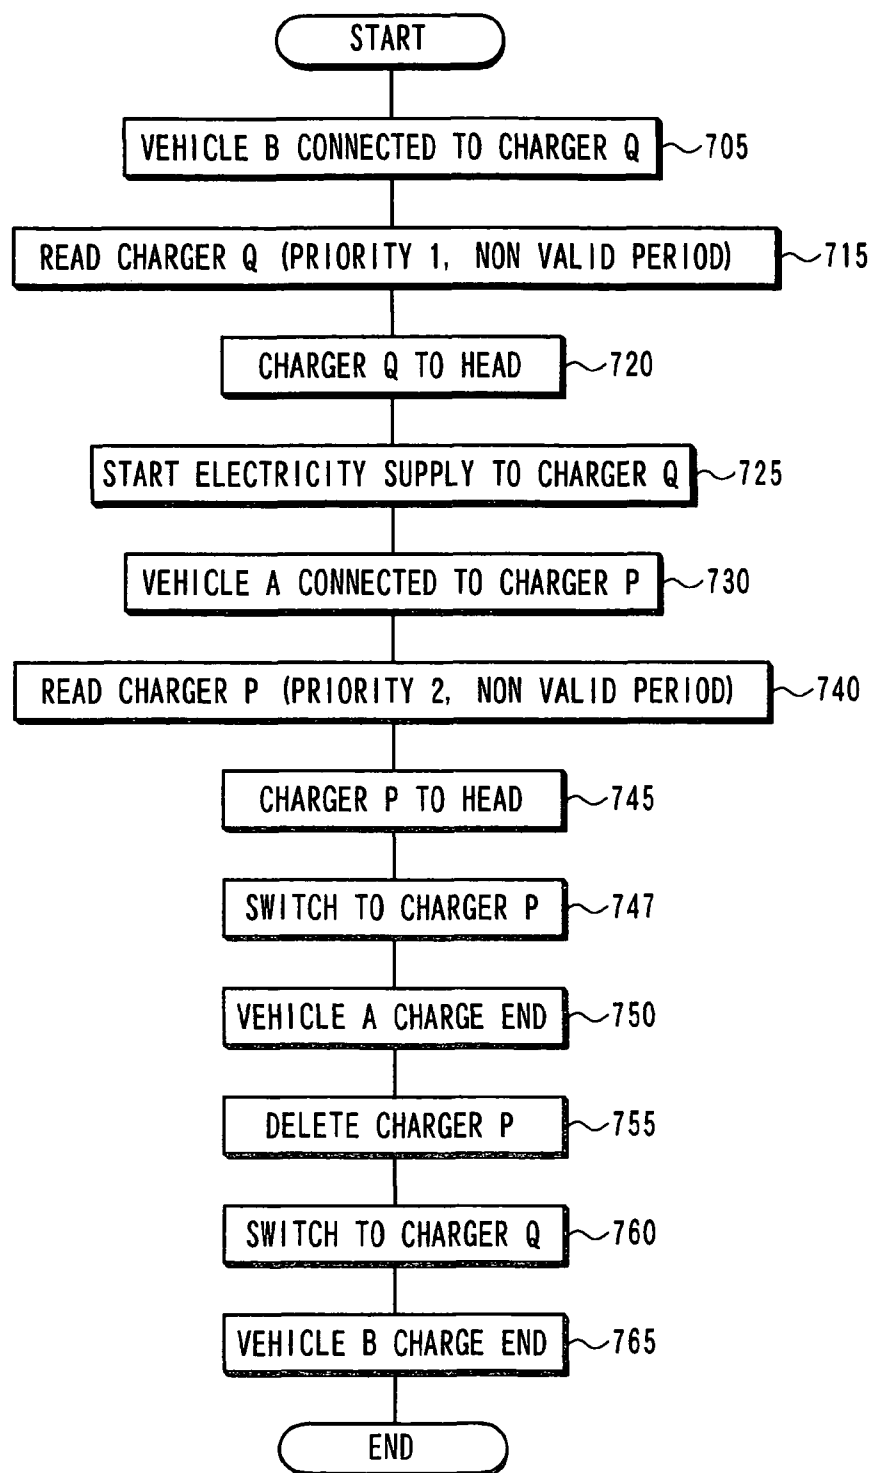 START
VEHICLE B CONNECTED TO CHARGER Q 705
READ CHARGER Q (PRIORITY 1, NON VALID PERIOD) 715
CHARGER Q TO HEAD 720
START ELECTRICITY SUPPLY TO CHARGER Q 725
VEHICLE A CONNECTED TO CHARGER P 730
READ CHARGER P (PRIORITY 2, NON VALID PERIOD) 740
CHARGER P TO HEAD 745
SWITCH TO CHARGER P 747
VEHICLE A CHARGE END 750
DELETE CHARGER P 755
SWITCH TO CHARGER Q 760
VEHICLE B CHARGE END 765
END